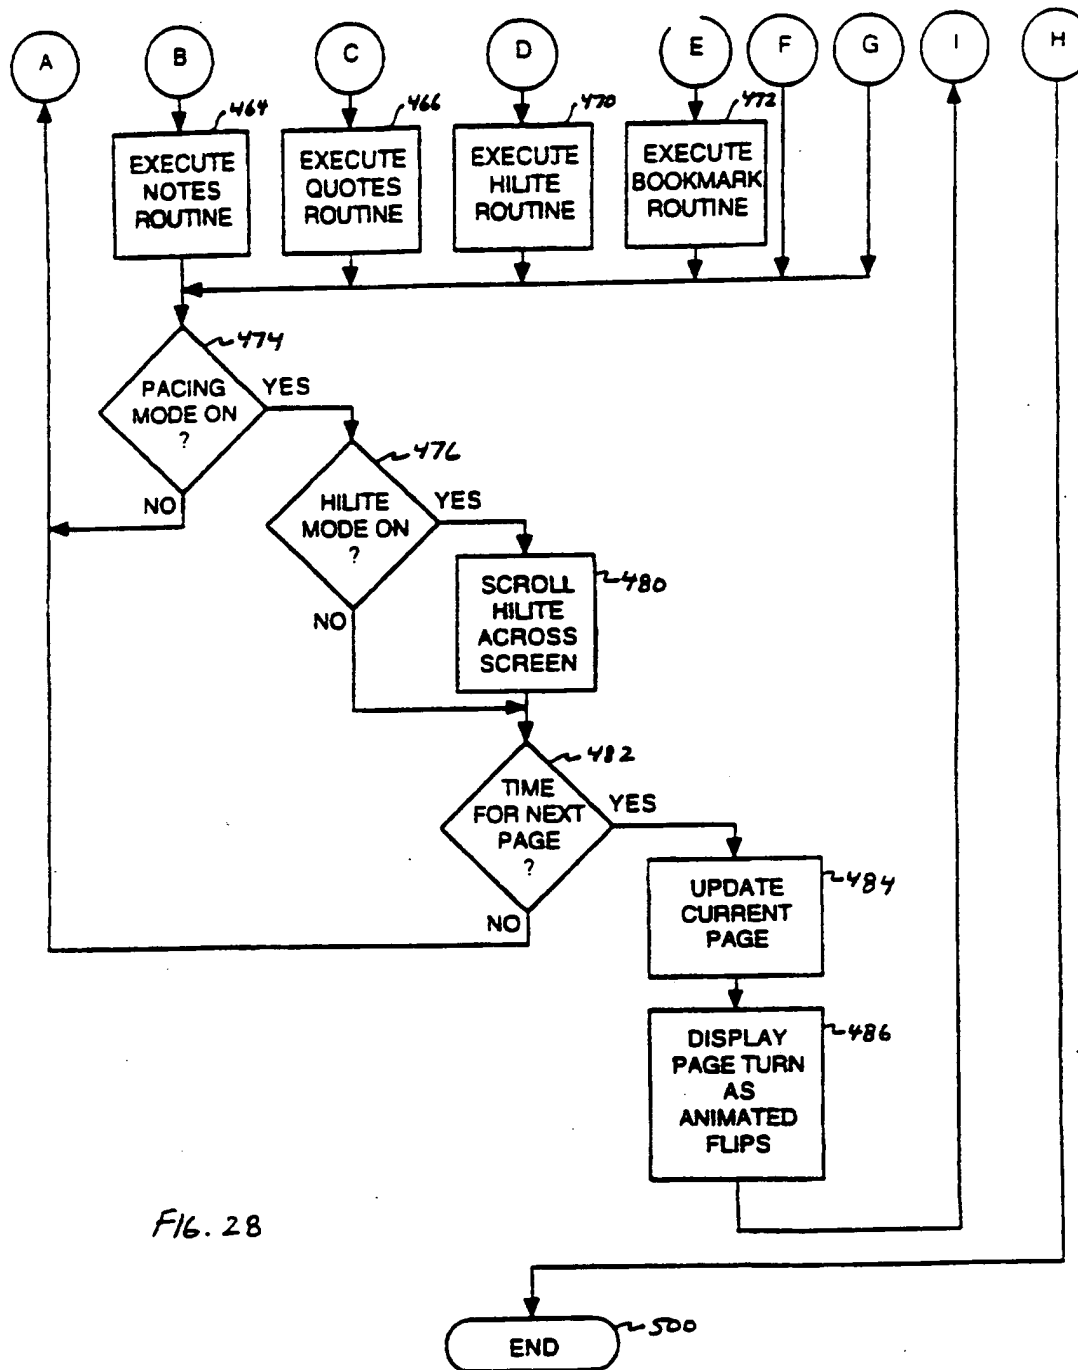 A B C D E F G I H
464 466 470 472
EXECUTE
NOTES
ROUTINE
EXECUTE
QUOTES
ROUTINE
EXECUTE
HILITE
ROUTINE
EXECUTE
BOOKMARK
ROUTINE
474
PACING
MODE ON
?
YES
NO
476
HILITE
MODE ON
?
YES
NO
480
SCROLL
HILITE
ACROSS
SCREEN
482
TIME
FOR NEXT
PAGE
?
YES
NO
484
UPDATE
CURRENT
PAGE
486
DISPLAY
PAGE TURN
AS
ANIMATED
FLIPS
FIG. 28
500
END